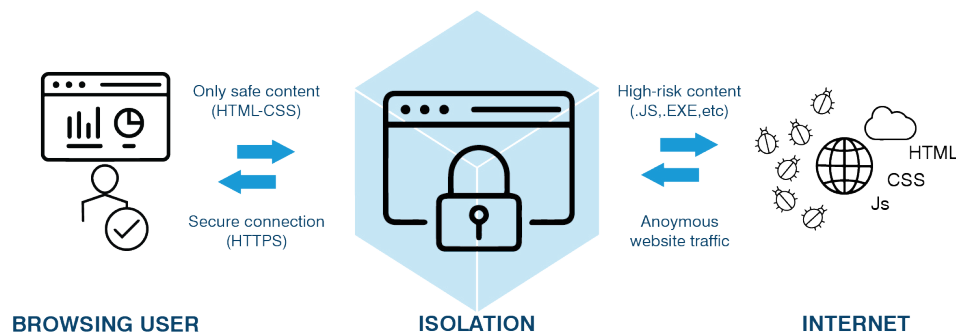 Only safe content
(HTML-CSS)
Secure connection
(HTTPS)
High-risk content
(.JS,.EXE,etc)
Anoymous
website traffic
HTML
CSS
Js
BROWSING USER
ISOLATION
INTERNET